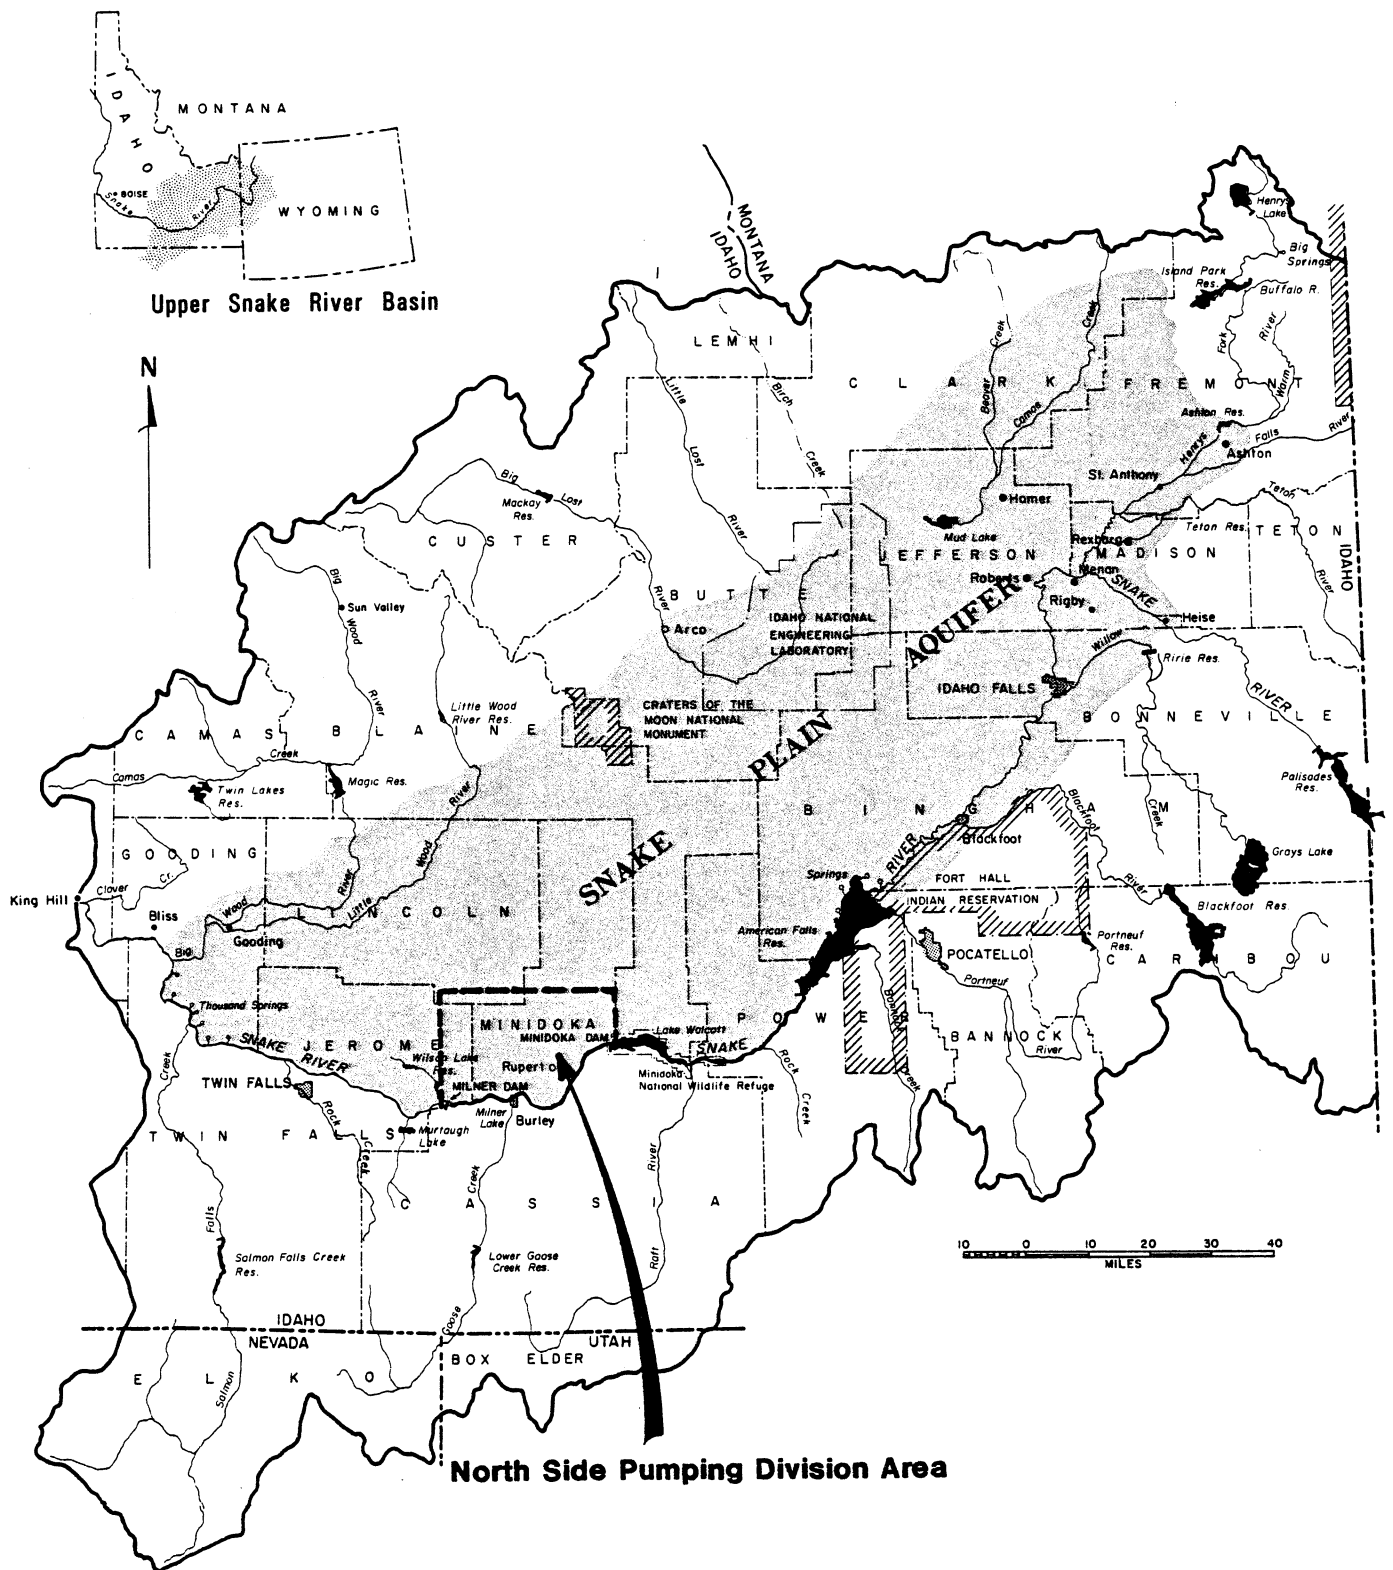 IDAHO
MONTANA
BOISE
Snake
River
WYOMING
Upper Snake River Basin
N
MONTANA
IDAHO
Henrys
Lake
Big
Springs
Island Park
Res.
Buffalo R.
LEMHI
CLARK
FREMONT
Little
Lost
River
Birch
Creek
Beaver
Creek
Camas
Creek
Fork
River
Warm
Ashton Res.
Henrys
Falls
River
Ashton
St. Anthony
Big
Lost
Mackay
Res.
River
Hamer
Mud Lake
Teton
Teton Res.
TETON
River
IDAHO
CUSTER
JEFFERSON
Rexburg
MADISON
Menan
Roberts
SNAKE
Rigby
Heise
Big
Wood
River
Sun Valley
BUTTE
Arco
IDAHO NATIONAL
ENGINEERING
LABORATORY
SNAKE PLAIN AQUIFER
Willow
Ririe Res.
IDAHO FALLS
RIVER
BONNEVILLE
Little Wood
River Res.
CRATERS OF THE
MOON NATIONAL
MONUMENT
CAMAS
BLAINE
Camas
Creek
Twin Lakes
Res.
Magic Res.
River
Wood
Little
Palisades
Res.
BINGHAM
Blackfoot
Creek
Blackfoot
River
Grays Lake
GOODING
Cr.
Clover
King Hill
Bliss
River
Wood
LINCOLN
Big
Gooding
RIVER
Springs
FORT HALL
INDIAN RESERVATION
Blackfoot Res.
American Falls
Res.
POCATELLO
Portneuf
Res.
CARIBOU
Portneuf
River
BANNOCK
Thousand Springs
SNAKE
RIVER
JEROME
MINIDOKA
MINIDOKA DAM
Lake Walcott
POWER
Bannock
Creek
SNAKE
Wilson Lake
Res.
Rupert
Minidoka
National Wildlife Refuge
Rock
Creek
Creek
TWIN FALLS
MILNER DAM
Milner
Lake
Burley
Rock
Creek
Murtaugh
Lake
TWIN FALLS
Creek
River
Raft
CASSIA
Falls
Salmon
Salmon Falls Creek
Res.
Lower Goose
Creek Res.
Goose
10 0 10 20 30 40
MILES
IDAHO
NEVADA
UTAH
BOX ELDER
ELKO
North Side Pumping Division Area